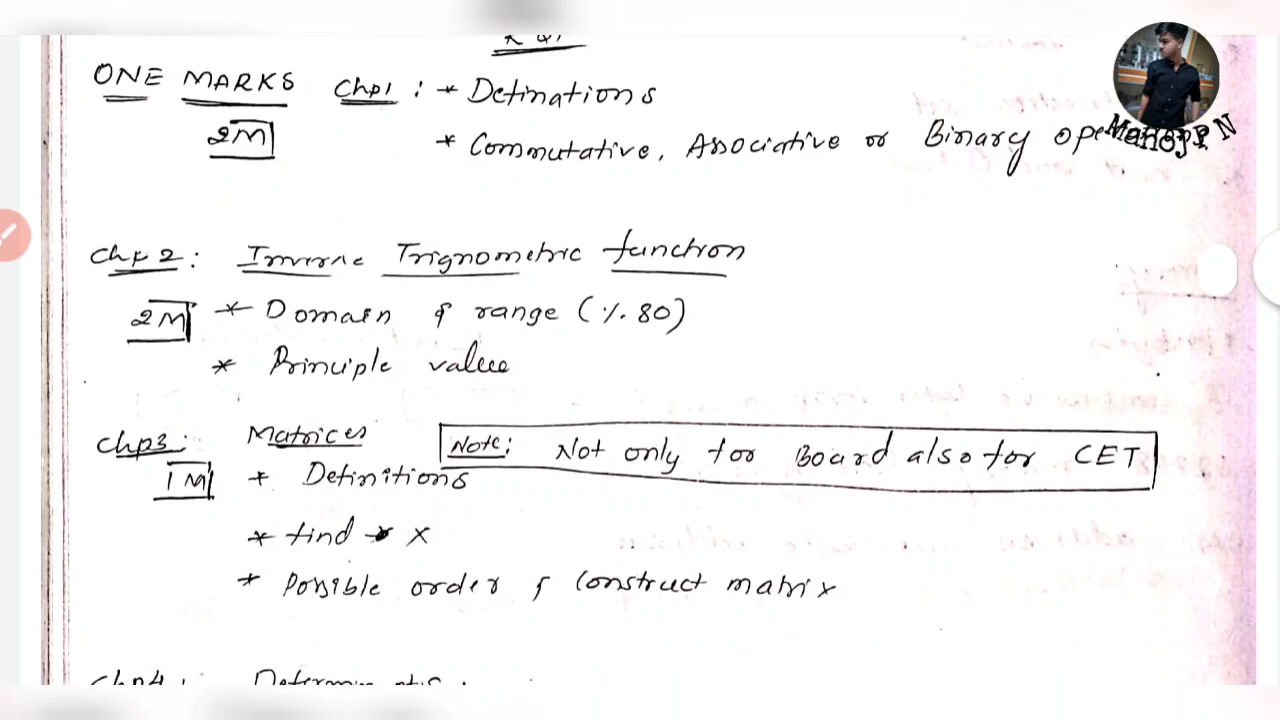 ONE MARKS Chp1 : * Definations
2M
* Commutative, Associative or Binary ope
Manoj P N
Chp 2 : Inverse Trignometric function
2M * Domain & range (%. 80)
* Principle value
Chp3: Matrices
Note: Not only for Board also for CET
1M * Definitions
* find x
* Possible order & Construct matrix
Chp4 :